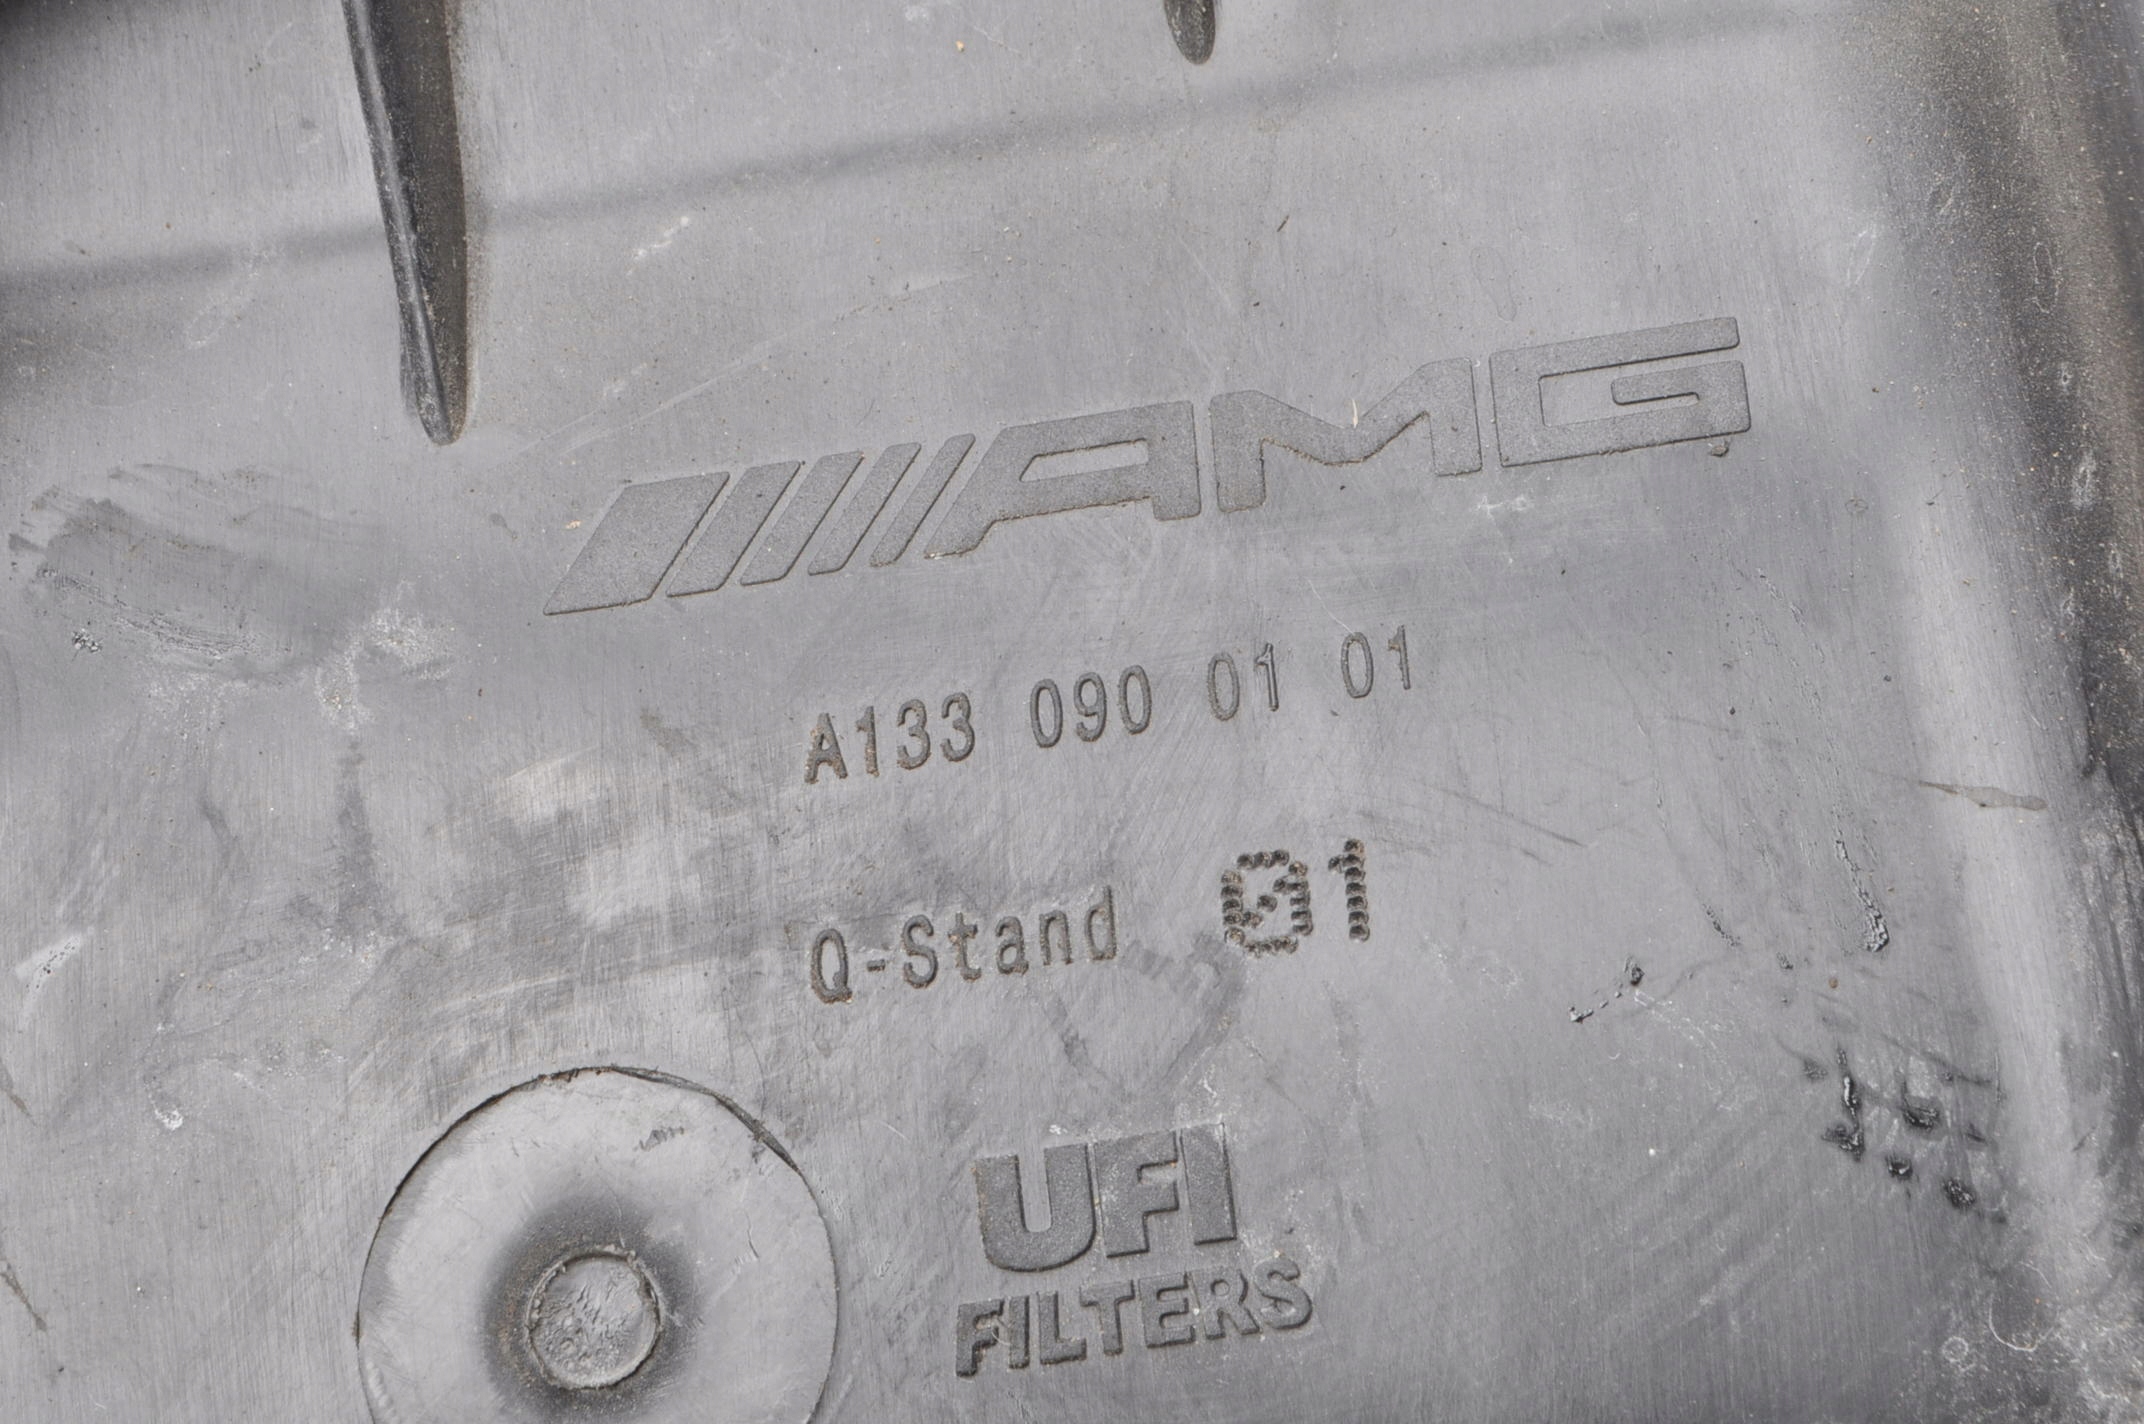 AMG
A133 090 01 01
Q-Stand 01
UFI
FILTERS